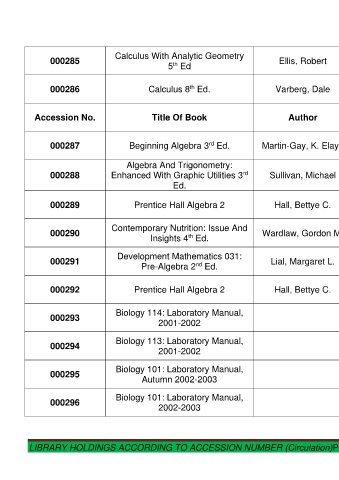 000285 Calculus With Analytic Geometry Ellis, Robert
5th Ed
000286 Calculus 8th Ed. Varberg, Dale
Accession No. Title Of Book Author
000287 Beginning Algebra 3rd Ed. Martin-Gay, K. Elay
000288 Algebra And Trigonometry: Sullivan, Michael
Enhanced With Graphic Utilities 3rd
Ed.
000289 Prentice Hall Algebra 2 Hall, Bettye C.
000290 Contemporary Nutrition: Issue And Wardlaw, Gordon M
Insights 4th Ed.
000291 Development Mathematics 031: Lial, Margaret L.
Pre-Algebra 2nd Ed.
000292 Prentice Hall Algebra 2 Hall, Bettye C.
000293 Biology 114: Laboratory Manual,
2001-2002
000294 Biology 113: Laboratory Manual,
2001-2002
000295 Biology 101: Laboratory Manual,
Autumn 2002-2003
000296 Biology 101: Laboratory Manual,
2002-2003
LIBRARY HOLDINGS ACCORDING TO ACCESSION NUMBER (Circulation)P